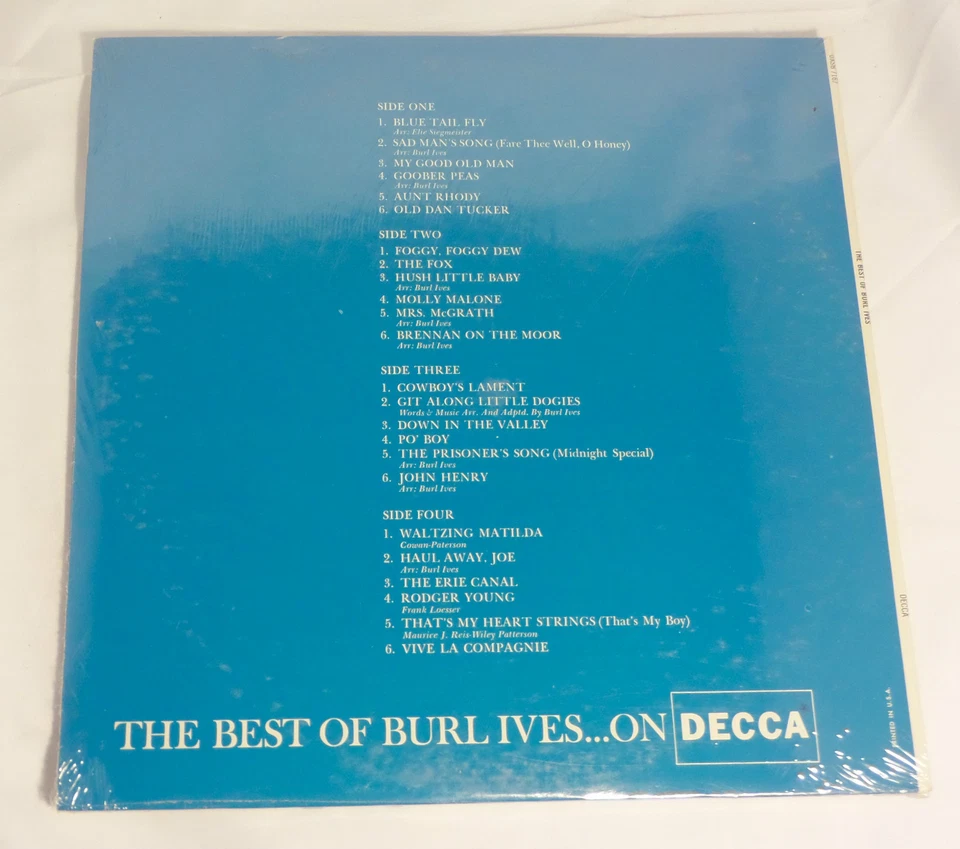 SIDE ONE
1. BLUE TAIL FLY
Arr: Elie Siegmeister
2. SAD MAN'S SONG (Fare Thee Well, O Honey)
Arr: Burl Ives
3. MY GOOD OLD MAN
4. GOOBER PEAS
Arr: Burl Ives
5. AUNT RHODY
6. OLD DAN TUCKER
SIDE TWO
1. FOGGY, FOGGY DEW
2. THE FOX
3. HUSH LITTLE BABY
Arr: Burl Ives
4. MOLLY MALONE
5. MRS. McGRATH
Arr: Burl Ives
6. BRENNAN ON THE MOOR
Arr: Burl Ives
SIDE THREE
1. COWBOY'S LAMENT
2. GIT ALONG LITTLE DOGIES
Words & Music Arr. And Adptd. By Burl Ives
3. DOWN IN THE VALLEY
4. PO' BOY
5. THE PRISONER'S SONG (Midnight Special)
Arr: Burl Ives
6. JOHN HENRY
Arr: Burl Ives
SIDE FOUR
1. WALTZING MATILDA
Cowan-Paterson
2. HAUL AWAY, JOE
Arr: Burl Ives
3. THE ERIE CANAL
4. RODGER YOUNG
Frank Loesser
5. THAT'S MY HEART STRINGS (That's My Boy)
Maurice J. Reis-Wiley Patterson
6. VIVE LA COMPAGNIE
THE BEST OF BURL IVES...ON DECCA
THE BEST OF BURL IVES
DECCA
PRINTED IN U.S.A.